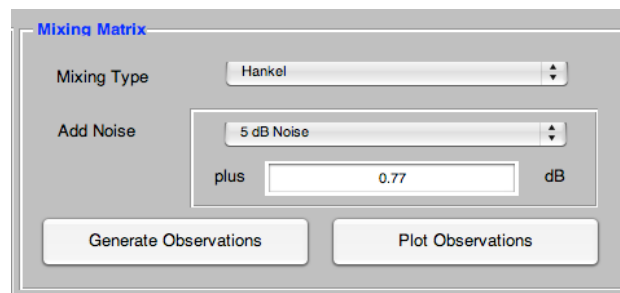 Mixing Matrix
Mixing Type Hankel
Add Noise 5 dB Noise
plus 0.77 dB
Generate Observations Plot Observations